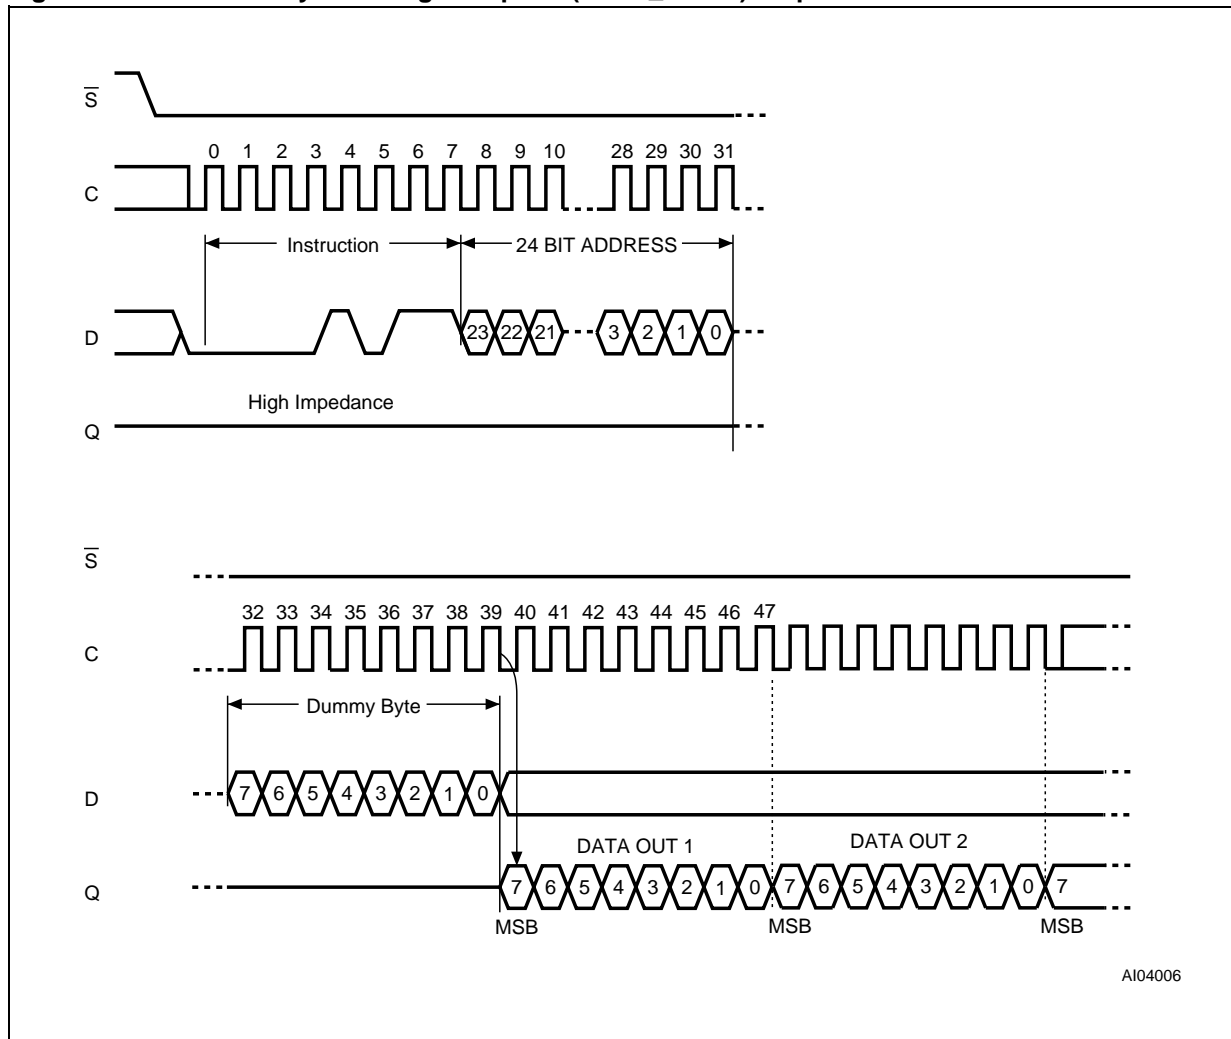 S
0 1 2 3 4 5 6 7 8 9 10 28 29 30 31
C
Instruction 24 BIT ADDRESS
D 23 22 21 3 2 1 0
High Impedance
Q
S
32 33 34 35 36 37 38 39 40 41 42 43 44 45 46 47
C
Dummy Byte
D 7 6 5 4 3 2 1 0
DATA OUT 1 DATA OUT 2
Q 7 6 5 4 3 2 1 0 7 6 5 4 3 2 1 0 7
MSB MSB MSB
AI04006